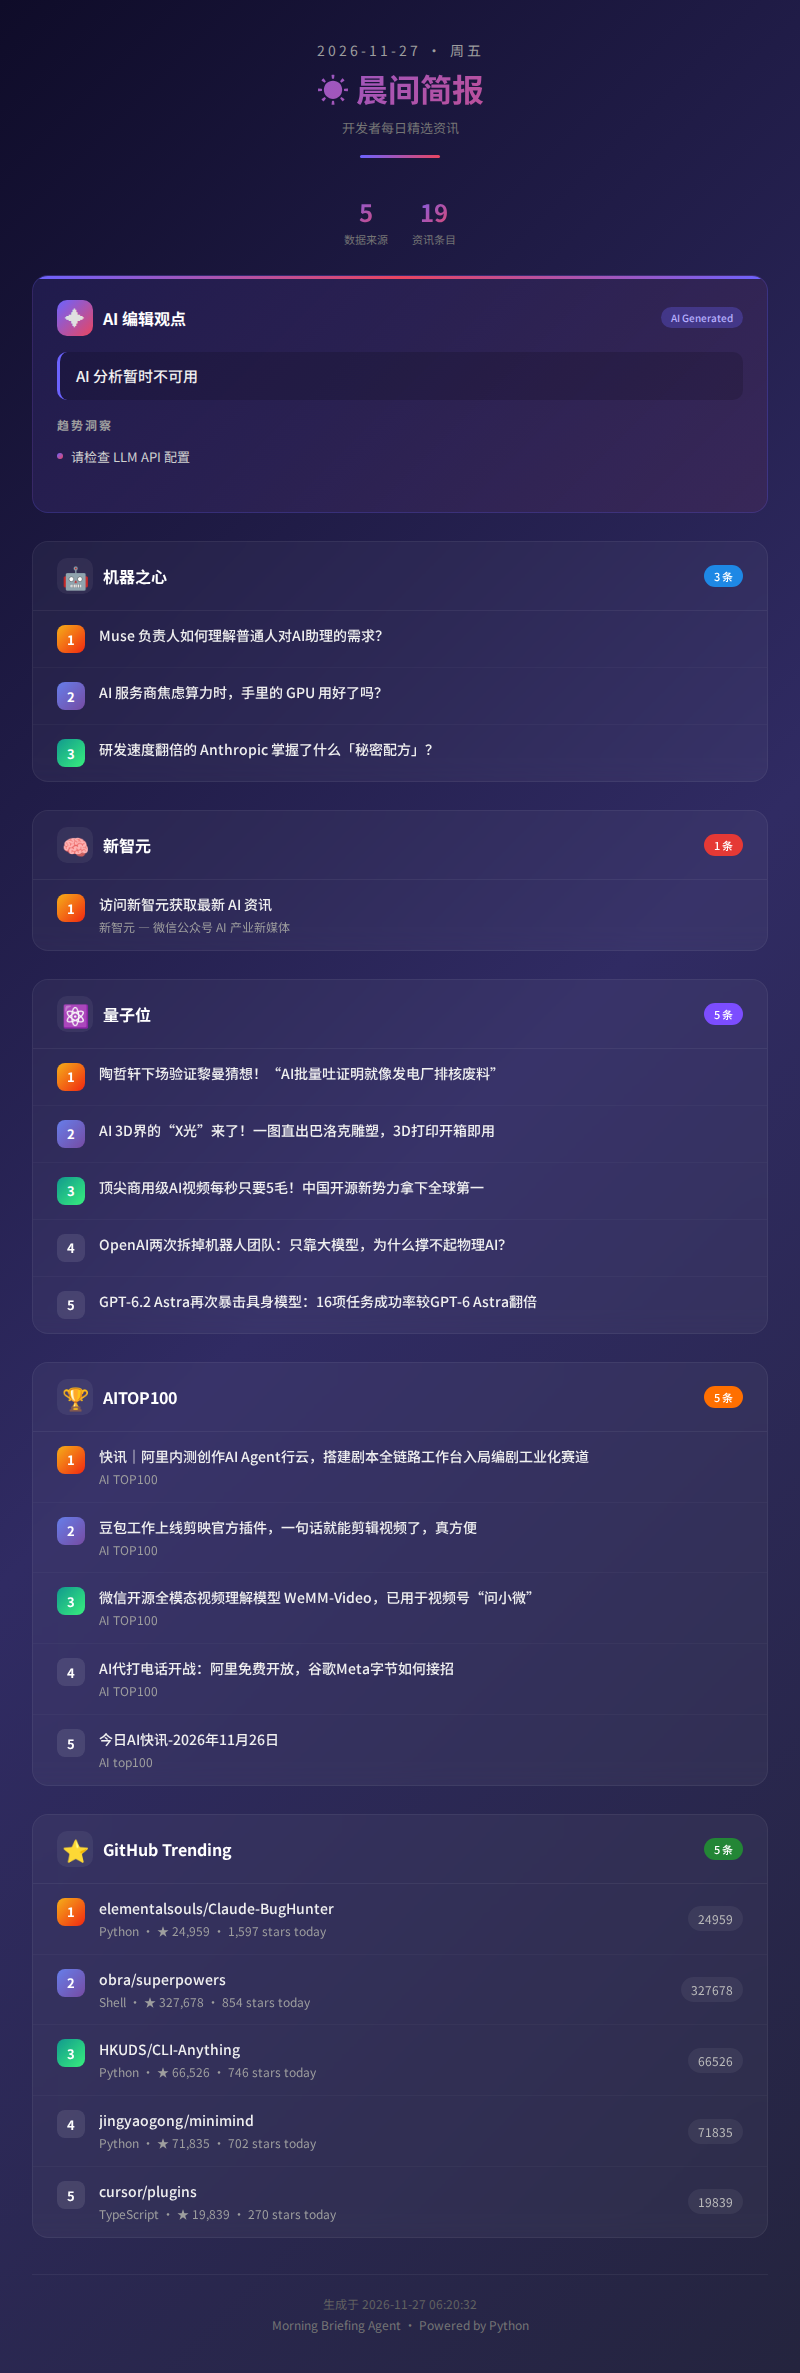 2026-11-27 · 周五
☀ 晨间简报
开发者每日精选资讯
5 19
数据来源 资讯条目
AI 编辑观点 AI Generated
AI 分析暂时不可用
趋势洞察
请检查 LLM API 配置
机器之心 3 条
1 Muse 负责人如何理解普通人对AI助理的需求?
2 AI 服务商焦虑算力时，手里的 GPU 用好了吗?
3 研发速度翻倍的 Anthropic 掌握了什么「秘密配方」?
新智元 1 条
1 访问新智元获取最新 AI 资讯
新智元 — 微信公众号 AI 产业新媒体
量子位 5 条
1 陶哲轩下场验证黎曼猜想！“AI批量吐证明就像发电厂排核废料”
2 AI 3D界的“X光”来了！一图直出巴洛克雕塑，3D打印开箱即用
3 顶尖商用级AI视频每秒只要5毛！中国开源新势力拿下全球第一
4 OpenAI两次拆掉机器人团队：只靠大模型，为什么撑不起物理AI?
5 GPT-6.2 Astra再次暴击具身模型：16项任务成功率较GPT-6 Astra翻倍
AITOP100 5 条
1 快讯｜阿里内测创作AI Agent行云，搭建剧本全链路工作台入局编剧工业化赛道
AI TOP100
2 豆包工作上线剪映官方插件，一句话就能剪辑视频了，真方便
AI TOP100
3 微信开源全模态视频理解模型 WeMM-Video，已用于视频号“问小微”
AI TOP100
4 AI代打电话开战：阿里免费开放，谷歌Meta字节如何接招
AI TOP100
5 今日AI快讯-2026年11月26日
AI top100
GitHub Trending 5 条
1 elementalsouls/Claude-BugHunter
Python · ★ 24,959 · 1,597 stars today 24959
2 obra/superpowers
Shell · ★ 327,678 · 854 stars today 327678
3 HKUDS/CLI-Anything
Python · ★ 66,526 · 746 stars today 66526
4 jingyaogong/minimind
Python · ★ 71,835 · 702 stars today 71835
5 cursor/plugins
TypeScript · ★ 19,839 · 270 stars today 19839
生成于 2026-11-27 06:20:32
Morning Briefing Agent · Powered by Python